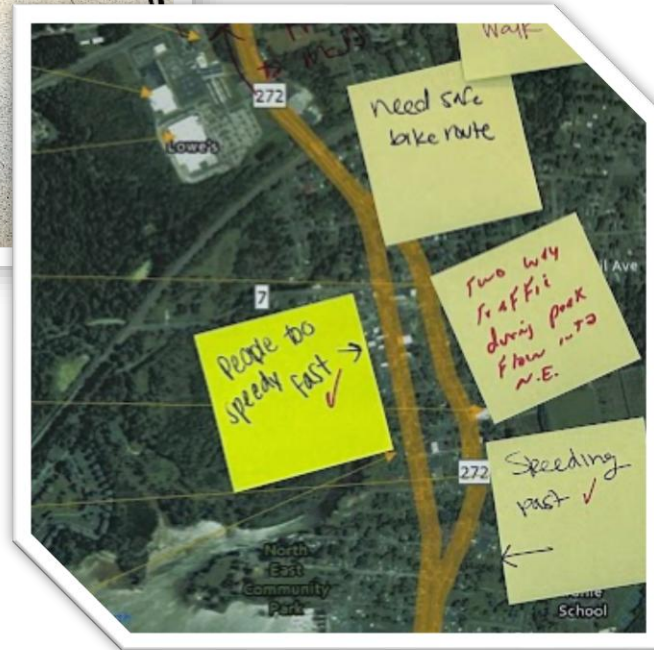 Walk
272
Lowe's
need safe
bike route
Two way
Traffic
during peak
Flow into
N.E.
l Ave
7
People too
speedy fast →
✓
272
Speeding
past ✓
←
North
East
Community
Park
School